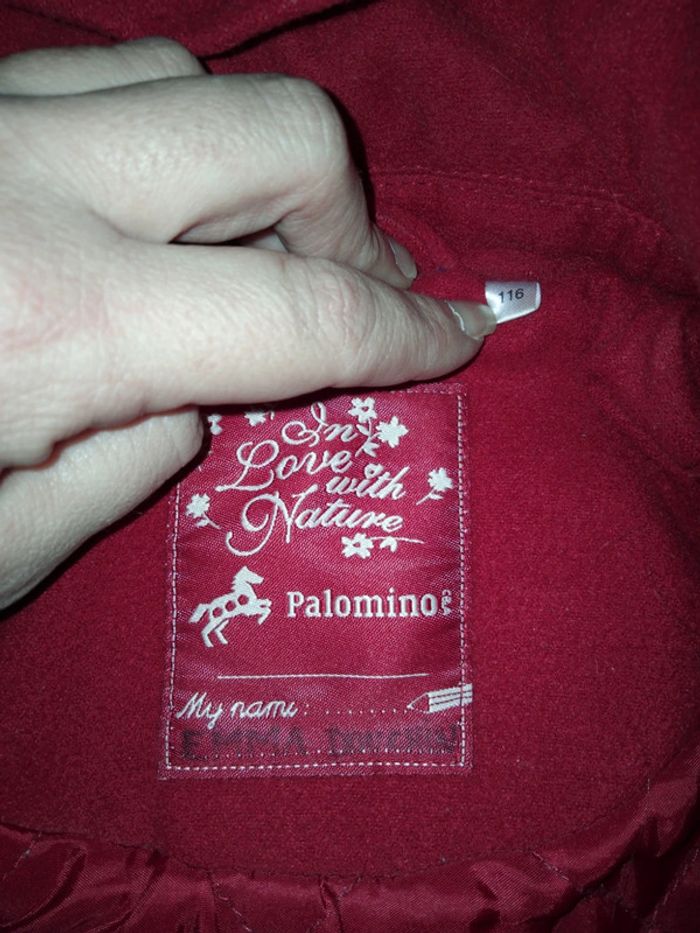 116
In
Love
with
Nature
Palomino
My name:..........
EMMA